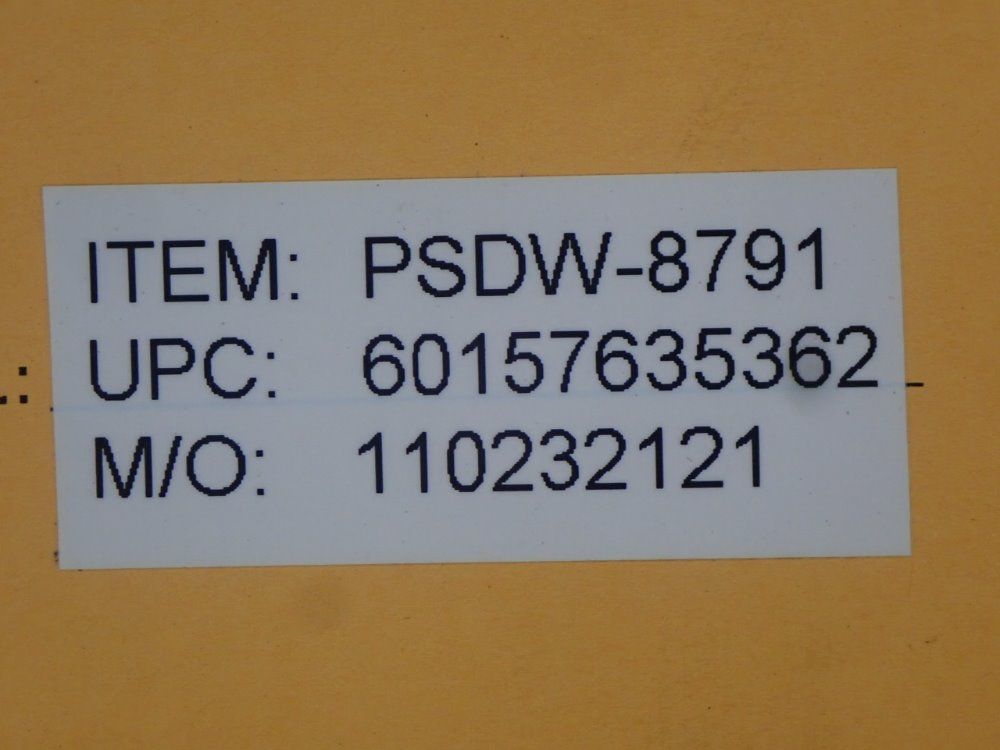 ITEM: PSDW-8791
UPC: 60157635362
M/O: 110232121